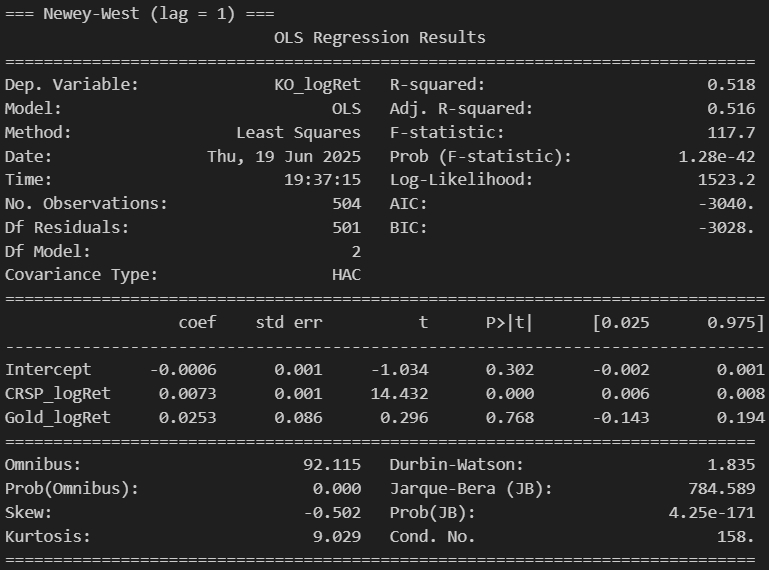 === Newey-West (lag = 1) ===
                            OLS Regression Results
==============================================================================
Dep. Variable:               KO_logRet   R-squared:                       0.518
Model:                             OLS   Adj. R-squared:                  0.516
Method:                  Least Squares   F-statistic:                     117.7
Date:                 Thu, 19 Jun 2025   Prob (F-statistic):           1.28e-42
Time:                         19:37:15   Log-Likelihood:                 1523.2
No. Observations:                  504   AIC:                            -3040.
Df Residuals:                      501   BIC:                            -3028.
Df Model:                            2
Covariance Type:                   HAC
===============================================================================
                  coef    std err          t      P>|t|      [0.025      0.975]
-------------------------------------------------------------------------------
Intercept      -0.0006      0.001     -1.034      0.302      -0.002       0.001
CRSP_logRet     0.0073      0.001     14.432      0.000       0.006       0.008
Gold_logRet     0.0253      0.086      0.296      0.768      -0.143       0.194
==============================================================================
Omnibus:                        92.115   Durbin-Watson:                   1.835
Prob(Omnibus):                   0.000   Jarque-Bera (JB):              784.589
Skew:                           -0.502   Prob(JB):                    4.25e-171
Kurtosis:                        9.029   Cond. No.                         158.
==============================================================================